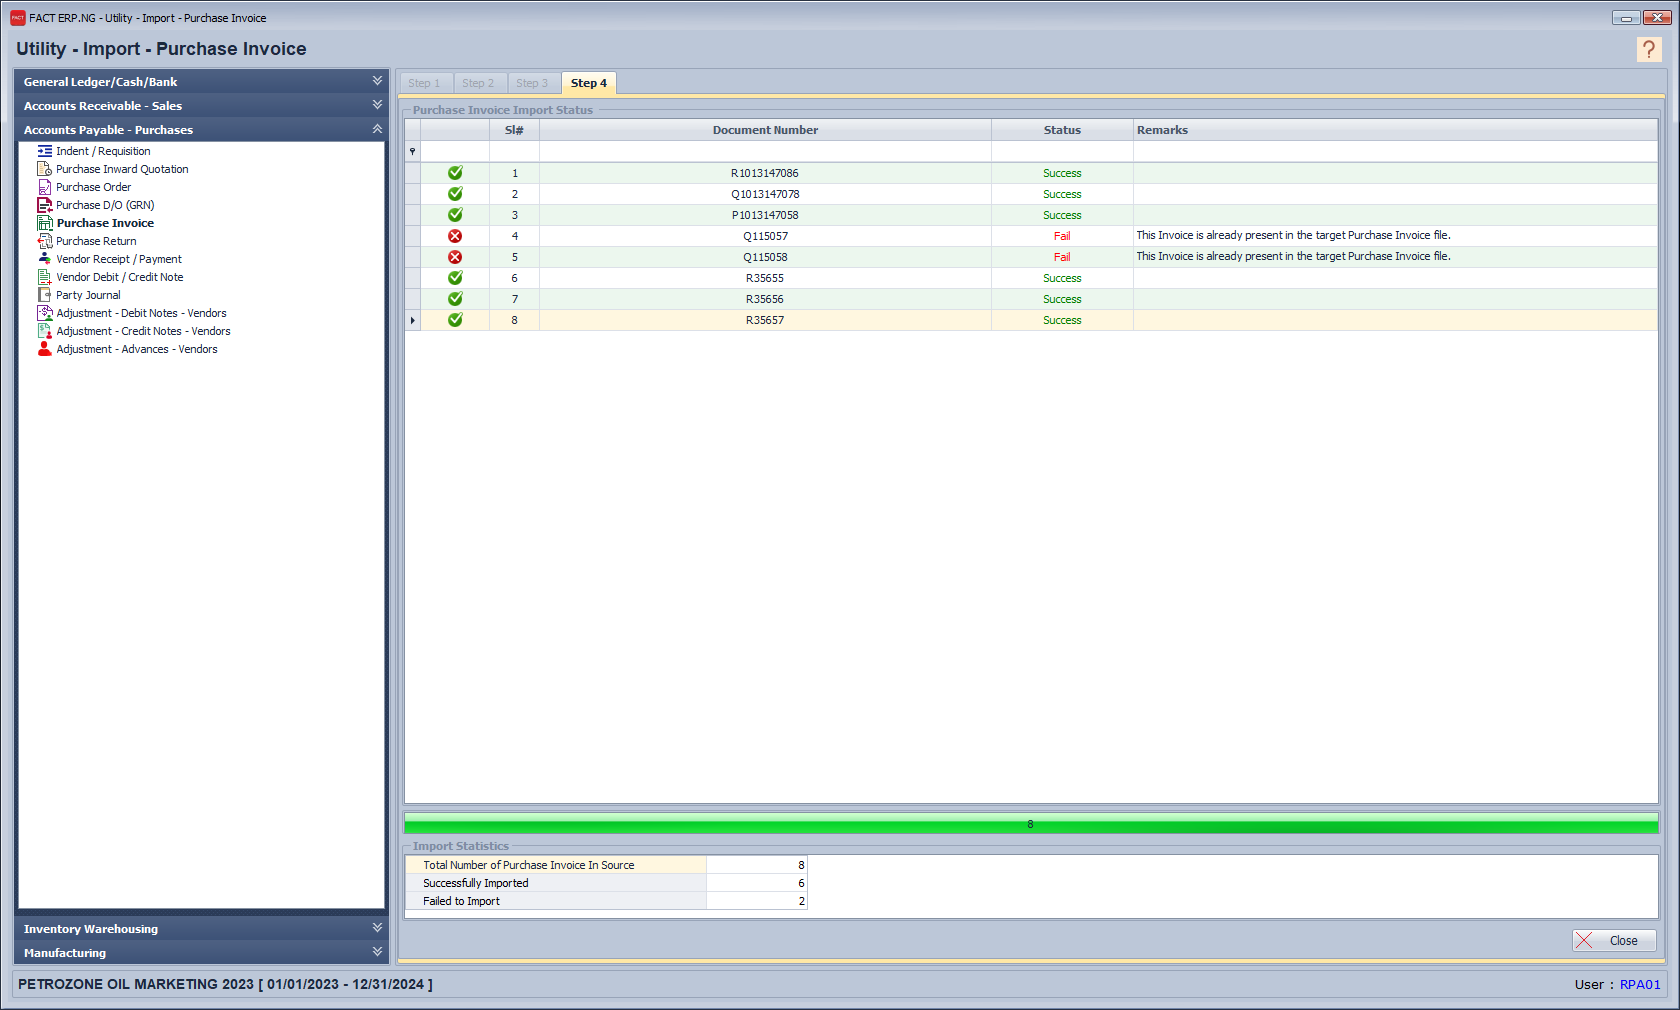 FACT FACT ERP.NG - Utility - Import - Purchase Invoice
Utility - Import - Purchase Invoice
?
General Ledger/Cash/Bank
Accounts Receivable - Sales
Accounts Payable - Purchases
Indent / Requisition
Purchase Inward Quotation
Purchase Order
Purchase D/O (GRN)
Purchase Invoice
Purchase Return
Vendor Receipt / Payment
Vendor Debit / Credit Note
Party Journal
Adjustment - Debit Notes - Vendors
Adjustment - Credit Notes - Vendors
Adjustment - Advances - Vendors
Inventory Warehousing
Manufacturing
Step 1 Step 2 Step 3 Step 4
Purchase Invoice Import Status
Sl# Document Number Status Remarks
1 R1013147086 Success
2 Q1013147078 Success
3 P1013147058 Success
4 Q115057 Fail This Invoice is already present in the target Purchase Invoice file.
5 Q115058 Fail This Invoice is already present in the target Purchase Invoice file.
6 R35655 Success
7 R35656 Success
8 R35657 Success
8
Import Statistics
Total Number of Purchase Invoice In Source 8
Successfully Imported 6
Failed to Import 2
Close
PETROZONE OIL MARKETING 2023 [ 01/01/2023 - 12/31/2024 ]
User : RPA01